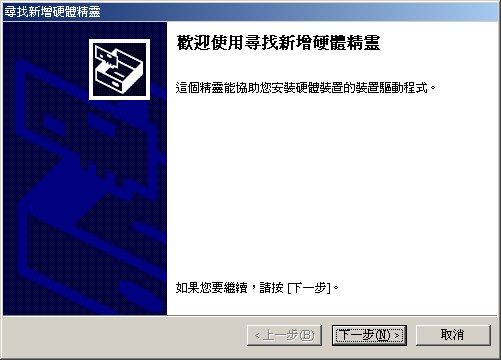 尋找新增硬體精靈
歡迎使用尋找新增硬體精靈
這個精靈能協助您安裝硬體裝置的裝置驅動程式。
如果您要繼續，請按 [下一步]。
< 上一步(B)
下一步(N) >
取消